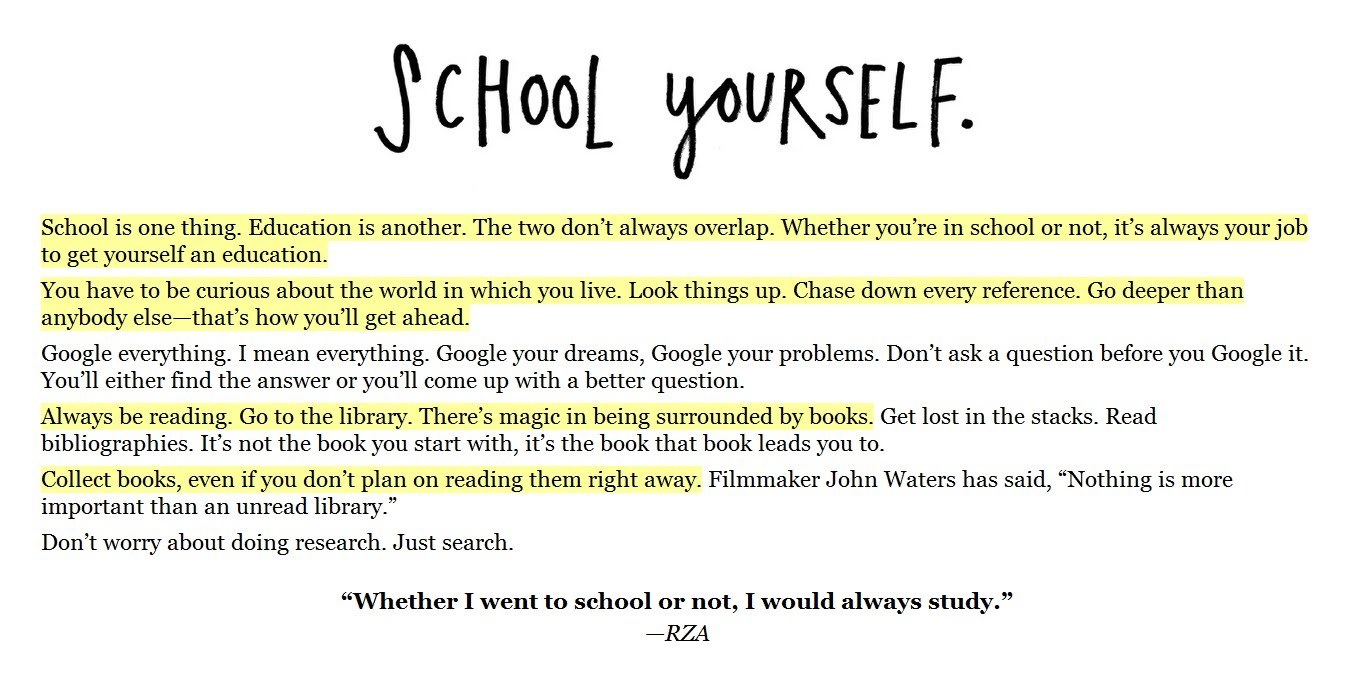 SCHOOL yOURSELF.
School is one thing. Education is another. The two don’t always overlap. Whether you’re in school or not, it’s always your job
to get yourself an education.
You have to be curious about the world in which you live. Look things up. Chase down every reference. Go deeper than
anybody else—that’s how you’ll get ahead.
Google everything. I mean everything. Google your dreams, Google your problems. Don’t ask a question before you Google it.
You’ll either find the answer or you’ll come up with a better question.
Always be reading. Go to the library. There’s magic in being surrounded by books. Get lost in the stacks. Read
bibliographies. It’s not the book you start with, it’s the book that book leads you to.
Collect books, even if you don’t plan on reading them right away. Filmmaker John Waters has said, “Nothing is more
important than an unread library.”
Don’t worry about doing research. Just search.
“Whether I went to school or not, I would always study.”
—RZA